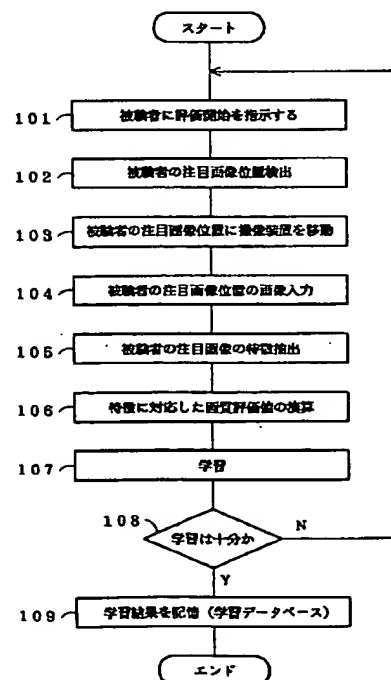 スタート
101 被験者に評価開始を指示する
102 被験者の注目画像位置検出
103 被験者の注目画像位置に撮像装置を移動
104 被験者の注目画像位置の画像入力
105 被験者の注目画像の特徴抽出
106 特徴に対応した画質評価値の演算
107 学習
108 学習は十分か N
Y
109 学習結果を記憶（学習データベース）
エンド